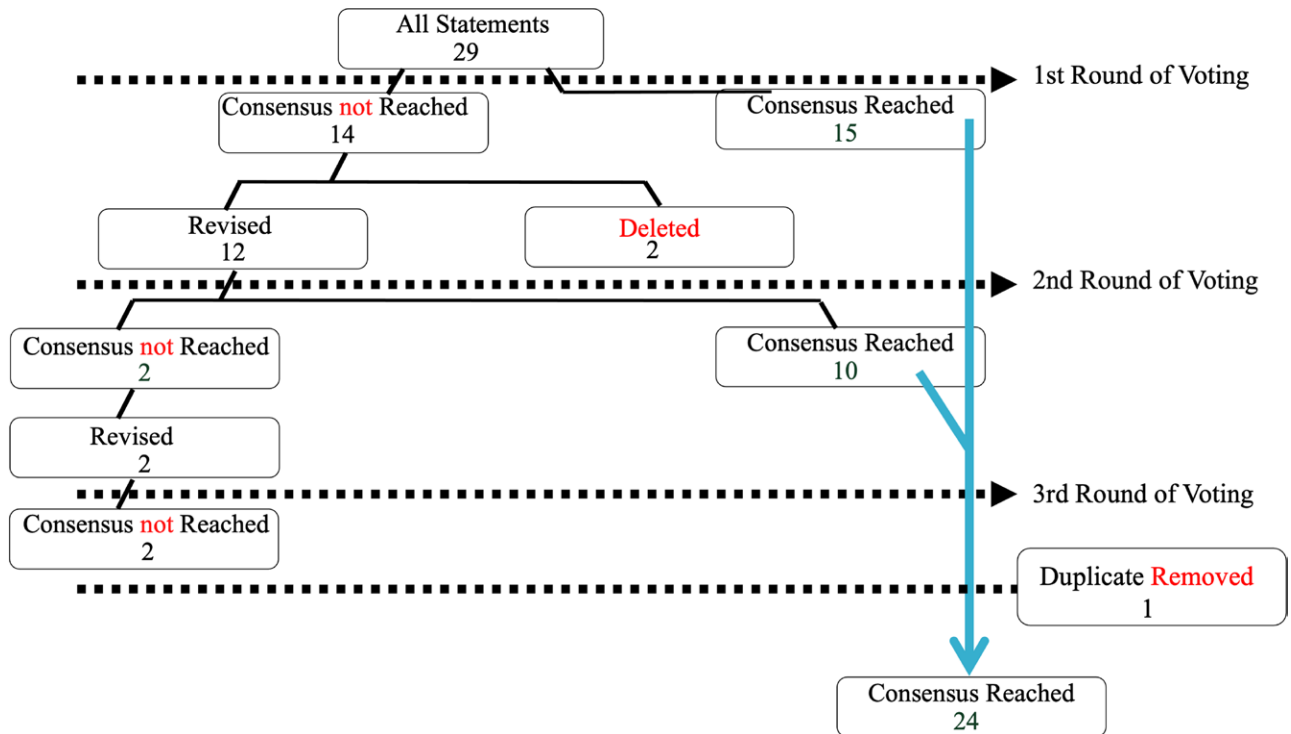 All Statements
29
1st Round of Voting
Consensus not Reached
14
Consensus Reached
15
Revised
12
Deleted
2
2nd Round of Voting
Consensus not Reached
2
Consensus Reached
10
Revised
2
3rd Round of Voting
Consensus not Reached
2
Duplicate Removed
1
Consensus Reached
24